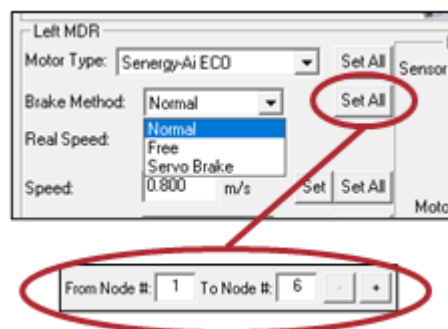 Left MDR
Motor Type: Senergy-Ai ECO Set All Sensor
Brake Method: Normal Set All
Normal
Real Speed: Free
Servo Brake
Speed: 0.800 m/s Set Set All
Moto
From Node #: 1 To Node #: 6 - +